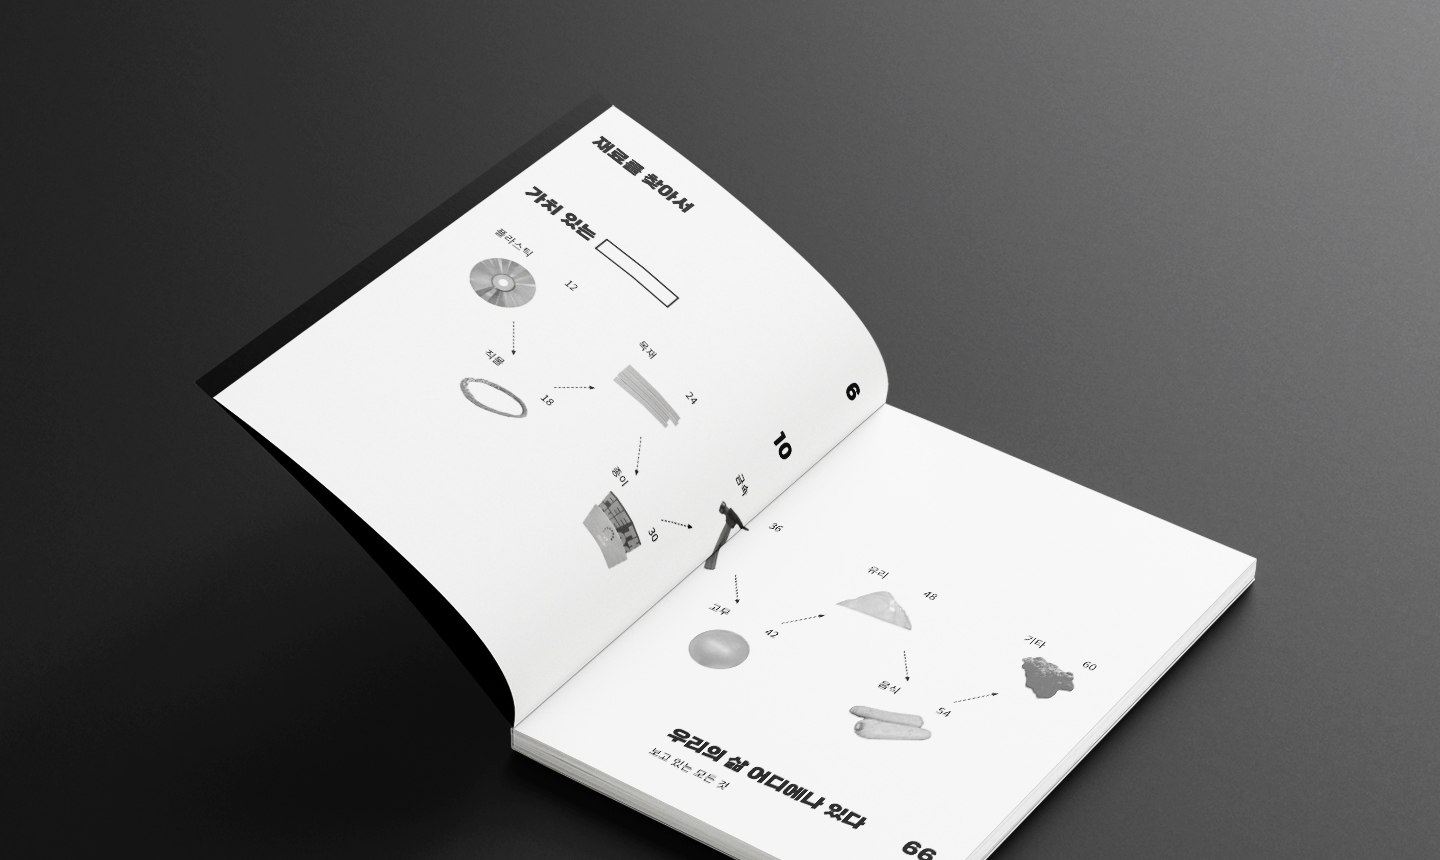 재료를 찾아서
6
가치 있는
10
플라스틱
12
직물
18
목재
24
종이
30
금속
36
고무
42
유리
48
음식
54
기타
60
우리의 삶 어디에나 있다
66
보고 있는 모든 것